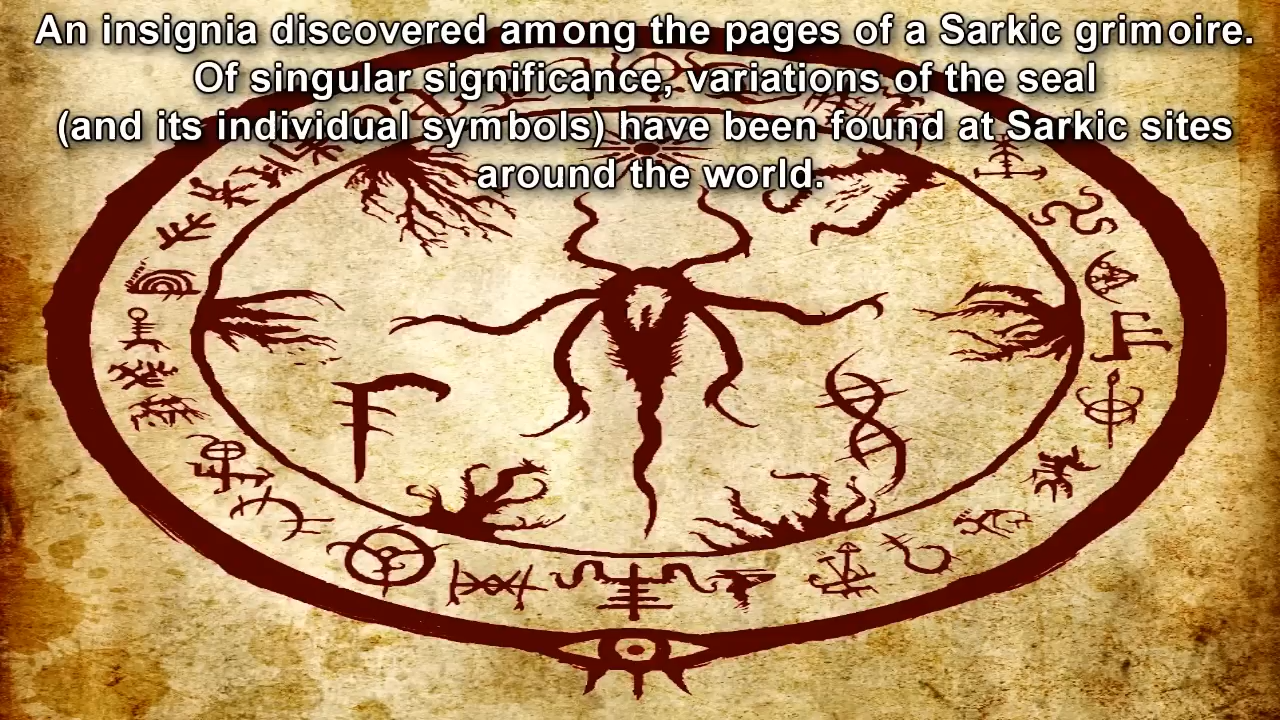 An insignia discovered among the pages of a Sarkic grimoire.
Of singular significance, variations of the seal
(and its individual symbols) have been found at Sarkic sites
around the world.